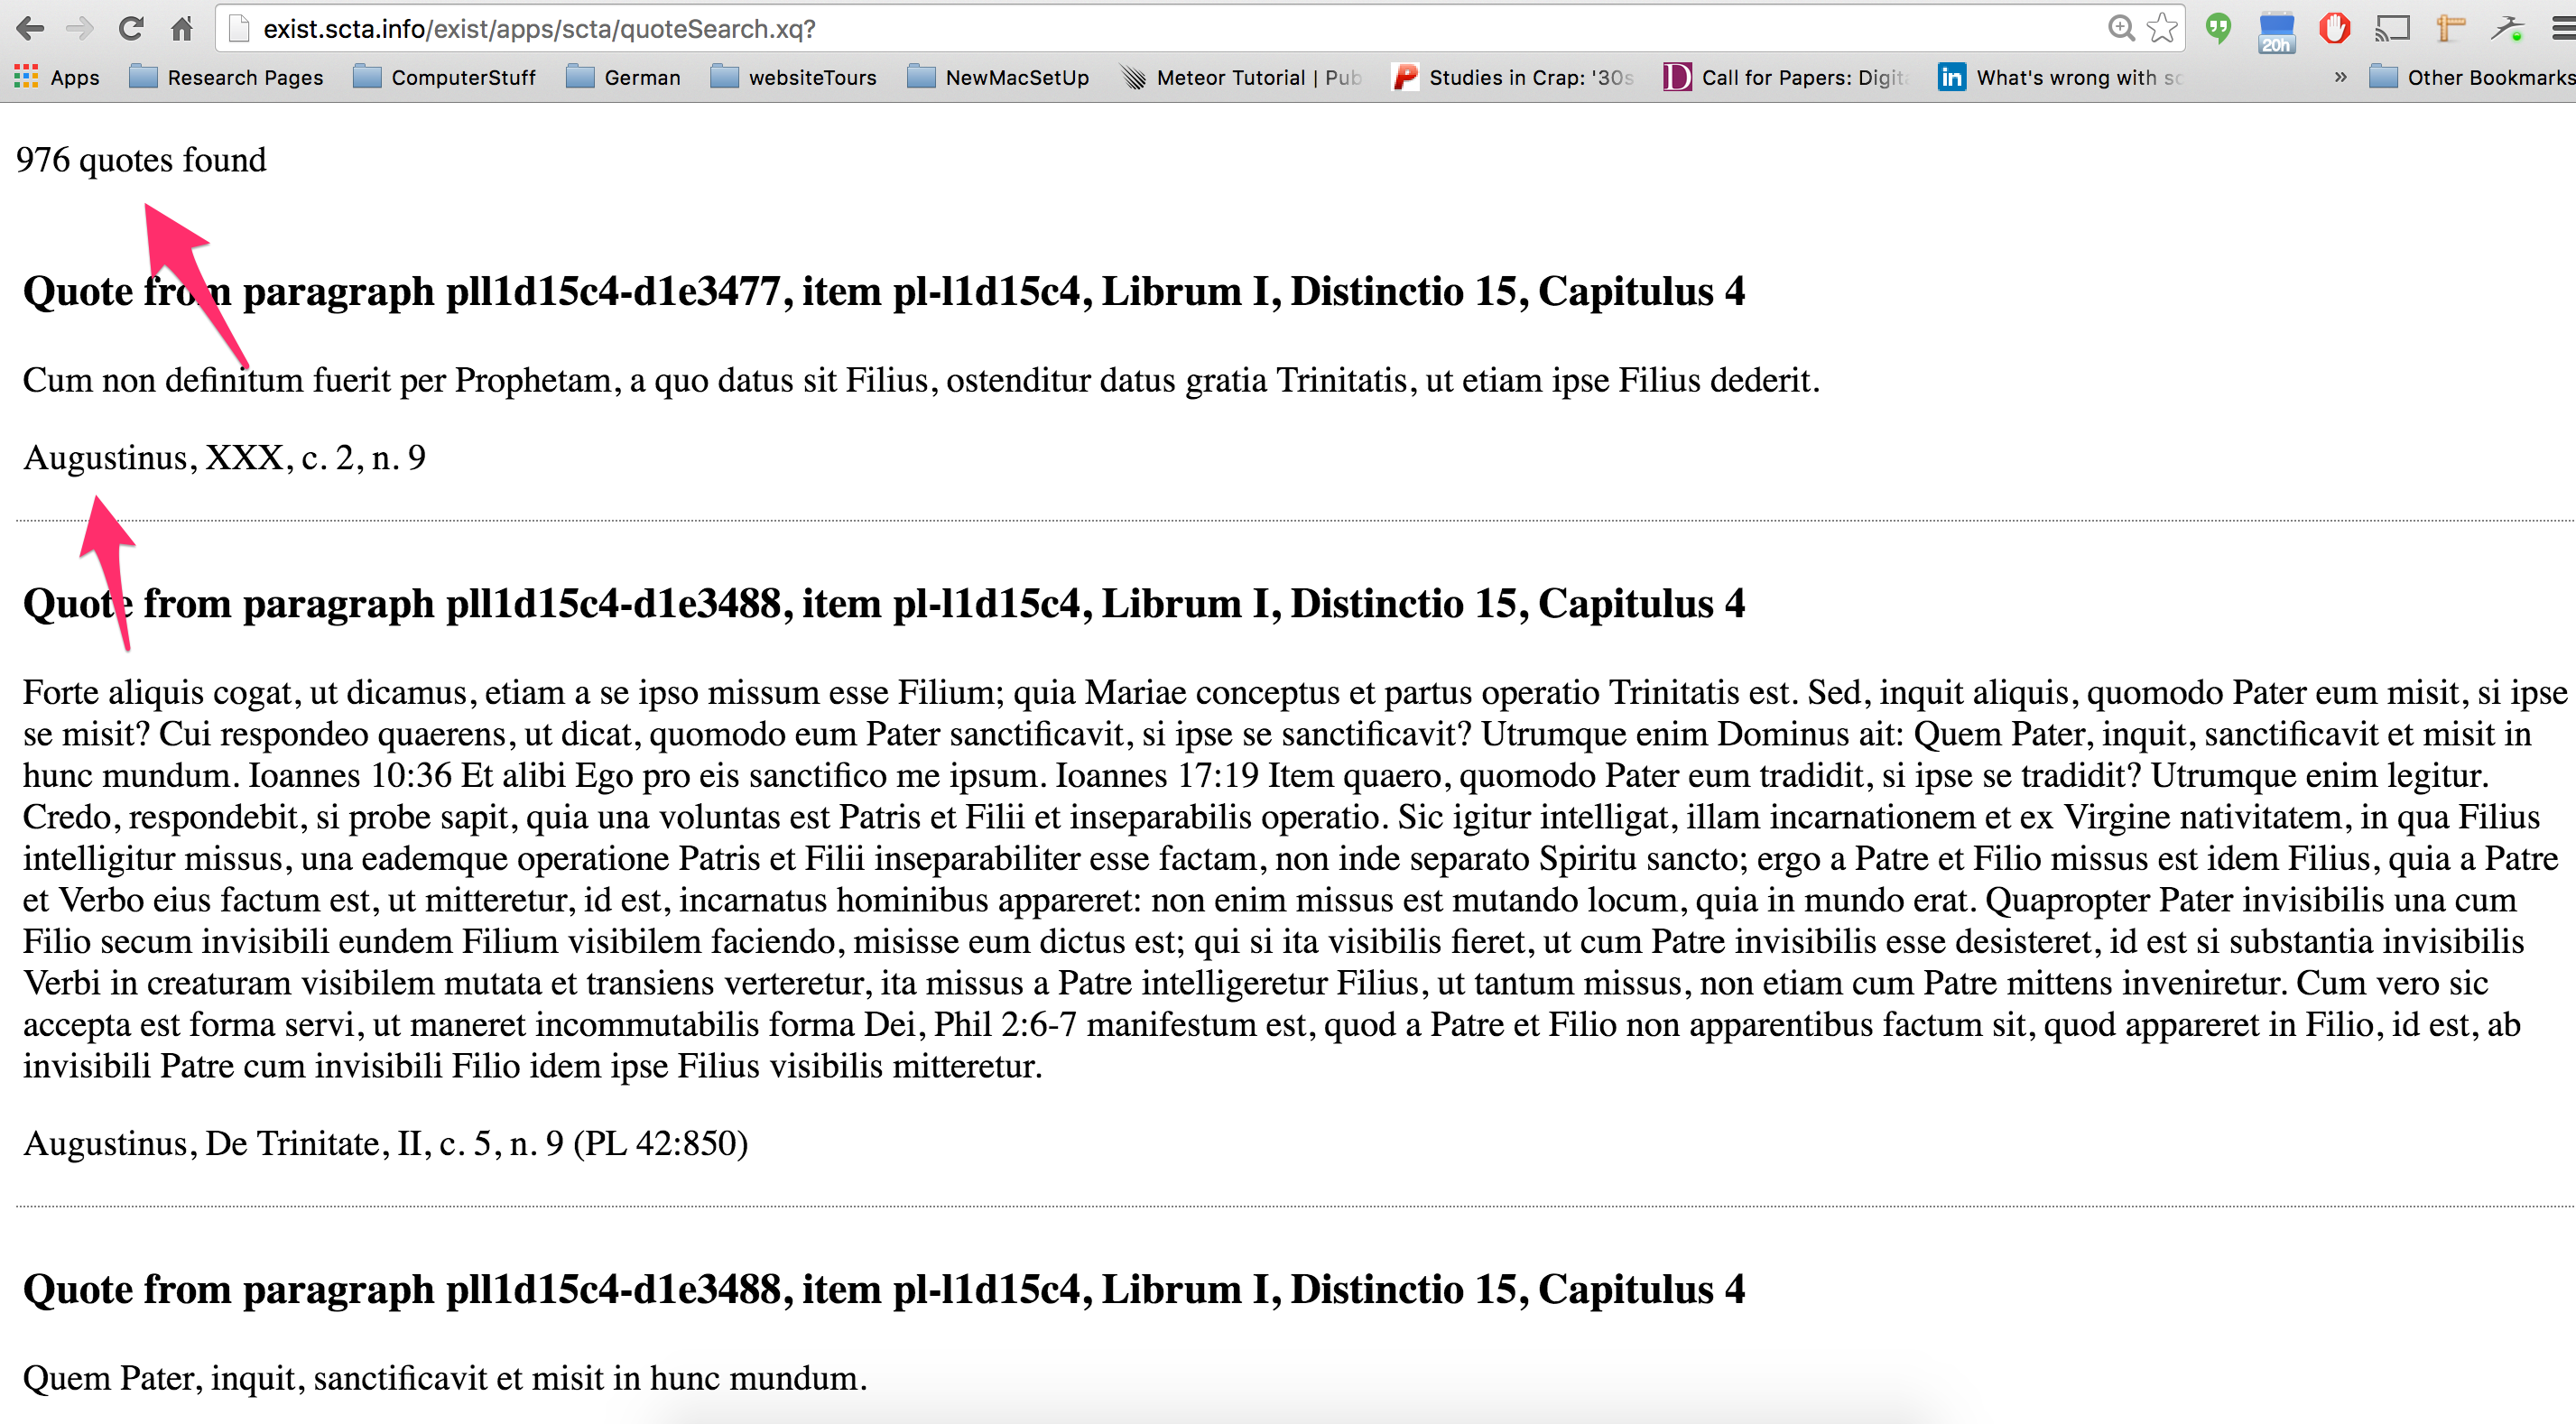 exist.scta.info/exist/apps/scta/quoteSearch.xq?
20h
Apps Research Pages ComputerStuff German websiteTours NewMacSetUp Meteor Tutorial | Pub Studies in Crap: '30s Call for Papers: Digit What's wrong with sc » Other Bookmarks
976 quotes found
Quote from paragraph pll1d15c4-d1e3477, item pl-l1d15c4, Librum I, Distinctio 15, Capitulus 4
Cum non definitum fuerit per Prophetam, a quo datus sit Filius, ostenditur datus gratia Trinitatis, ut etiam ipse Filius dederit.
Augustinus, XXX, c. 2, n. 9
Quote from paragraph pll1d15c4-d1e3488, item pl-l1d15c4, Librum I, Distinctio 15, Capitulus 4
Forte aliquis cogat, ut dicamus, etiam a se ipso missum esse Filium; quia Mariae conceptus et partus operatio Trinitatis est. Sed, inquit aliquis, quomodo Pater eum misit, si ipse
se misit? Cui respondeo quaerens, ut dicat, quomodo eum Pater sanctificavit, si ipse se sanctificavit? Utrumque enim Dominus ait: Quem Pater, inquit, sanctificavit et misit in
hunc mundum. Ioannes 10:36 Et alibi Ego pro eis sanctifico me ipsum. Ioannes 17:19 Item quaero, quomodo Pater eum tradidit, si ipse se tradidit? Utrumque enim legitur.
Credo, respondebit, si probe sapit, quia una voluntas est Patris et Filii et inseparabilis operatio. Sic igitur intelligat, illam incarnationem et ex Virgine nativitatem, in qua Filius
intelligitur missus, una eademque operatione Patris et Filii inseparabiliter esse factam, non inde separato Spiritu sancto; ergo a Patre et Filio missus est idem Filius, quia a Patre
et Verbo eius factum est, ut mitteretur, id est, incarnatus hominibus appareret: non enim missus est mutando locum, quia in mundo erat. Quapropter Pater invisibilis una cum
Filio secum invisibili eundem Filium visibilem faciendo, misisse eum dictus est; qui si ita visibilis fieret, ut cum Patre invisibilis esse desisteret, id est si substantia invisibilis
Verbi in creaturam visibilem mutata et transiens verteretur, ita missus a Patre intelligeretur Filius, ut tantum missus, non etiam cum Patre mittens inveniretur. Cum vero sic
accepta est forma servi, ut maneret incommutabilis forma Dei, Phil 2:6-7 manifestum est, quod a Patre et Filio non apparentibus factum sit, quod appareret in Filio, id est, ab
invisibili Patre cum invisibili Filio idem ipse Filius visibilis mitteretur.
Augustinus, De Trinitate, II, c. 5, n. 9 (PL 42:850)
Quote from paragraph pll1d15c4-d1e3488, item pl-l1d15c4, Librum I, Distinctio 15, Capitulus 4
Quem Pater, inquit, sanctificavit et misit in hunc mundum.